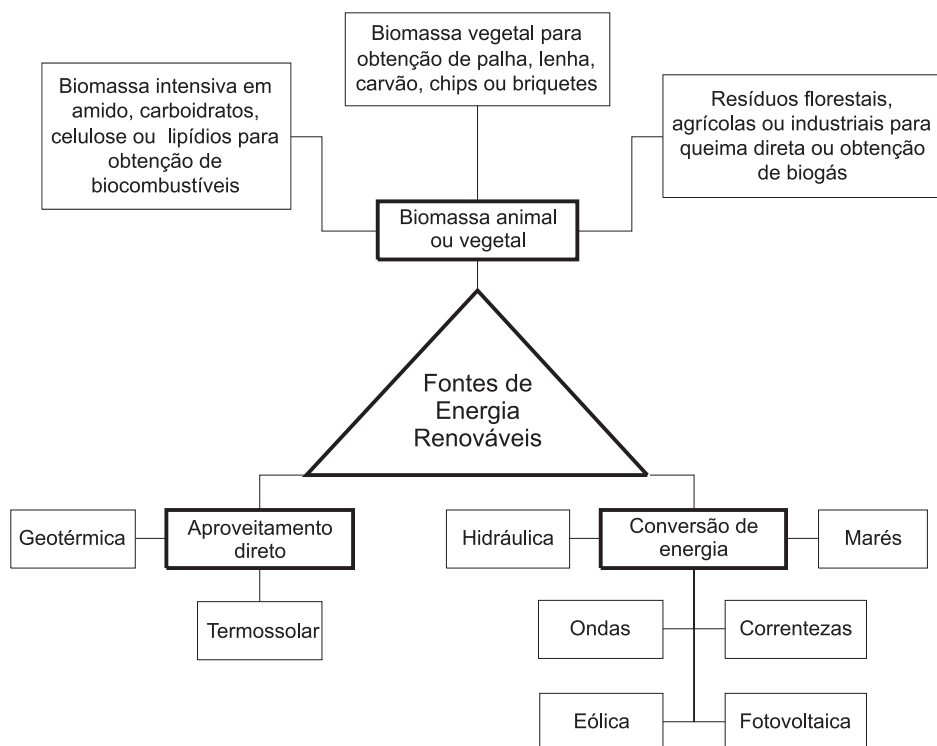 Biomassa vegetal para
obtenção de palha, lenha,
carvão, chips ou briquetes
Biomassa intensiva em
amido, carboidratos,
celulose ou lipídios para
obtenção de
biocombustíveis
Resíduos florestais,
agrícolas ou industriais para
queima direta ou obtenção
de biogás
Biomassa animal
ou vegetal
Fontes de
Energia
Renováveis
Geotérmica
Aproveitamento
direto
Termossolar
Hidráulica
Conversão de
energia
Marés
Ondas
Correntezas
Eólica
Fotovoltaica